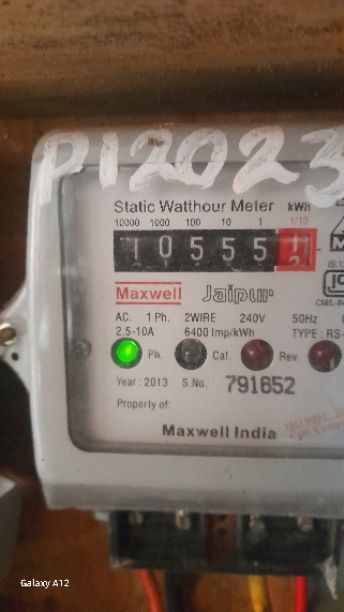 P12023
Static Watthour Meter kWh
10000 1000 100 10 1 1/10
10555 1
2
Maxwell Jaipur
AC. 1 Ph. 2WIRE 240V 50Hz
2.5-10A 6400 Imp/kWh TYPE : RS-
Ph. Cal. Rev.
Year : 2013 S.No. 791652
Property of:
Maxwell India
Galaxy A12